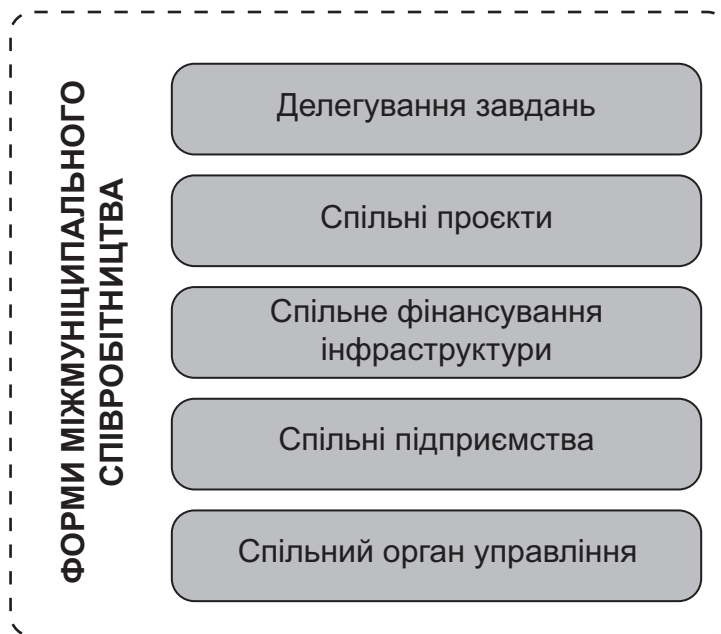 ФОРМИ МІЖМУНІЦИПАЛЬНОГО
СПІВРОБІТНИЦТВА
Делегування завдань
Спільні проєкти
Спільне фінансування
інфраструктури
Спільні підприємства
Спільний орган управління